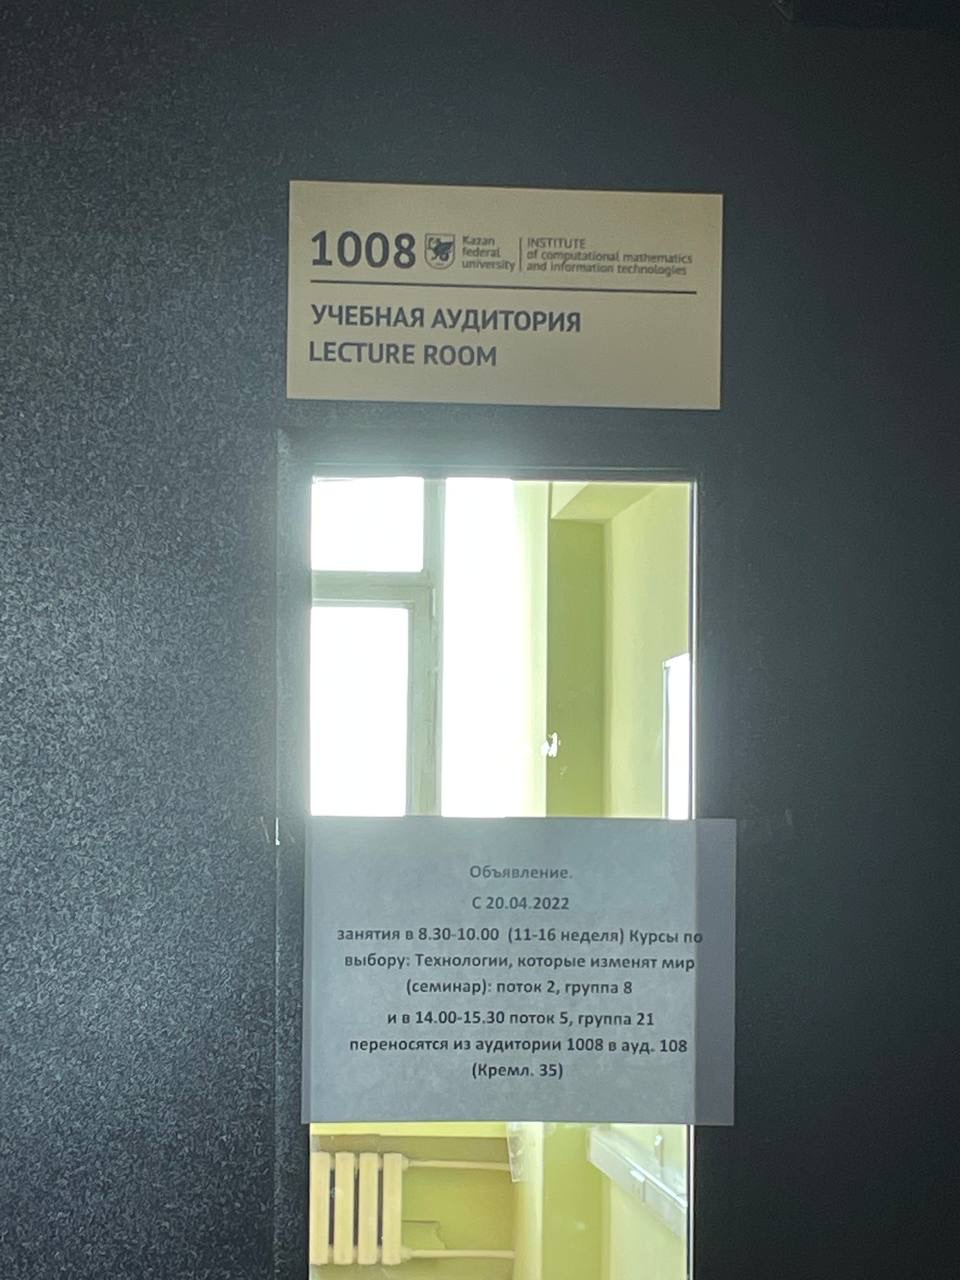 1008
Kazan
federal
university
INSTITUTE
of computational mathematics
and information technologies
УЧЕБНАЯ АУДИТОРИЯ
LECTURE ROOM
Объявление.
С 20.04.2022
занятия в 8.30-10.00 (11-16 неделя) Курсы по
выбору: Технологии, которые изменят мир
(семинар): поток 2, группа 8
и в 14.00-15.30 поток 5, группа 21
переносятся из аудитории 1008 в ауд. 108
(Кремл. 35)